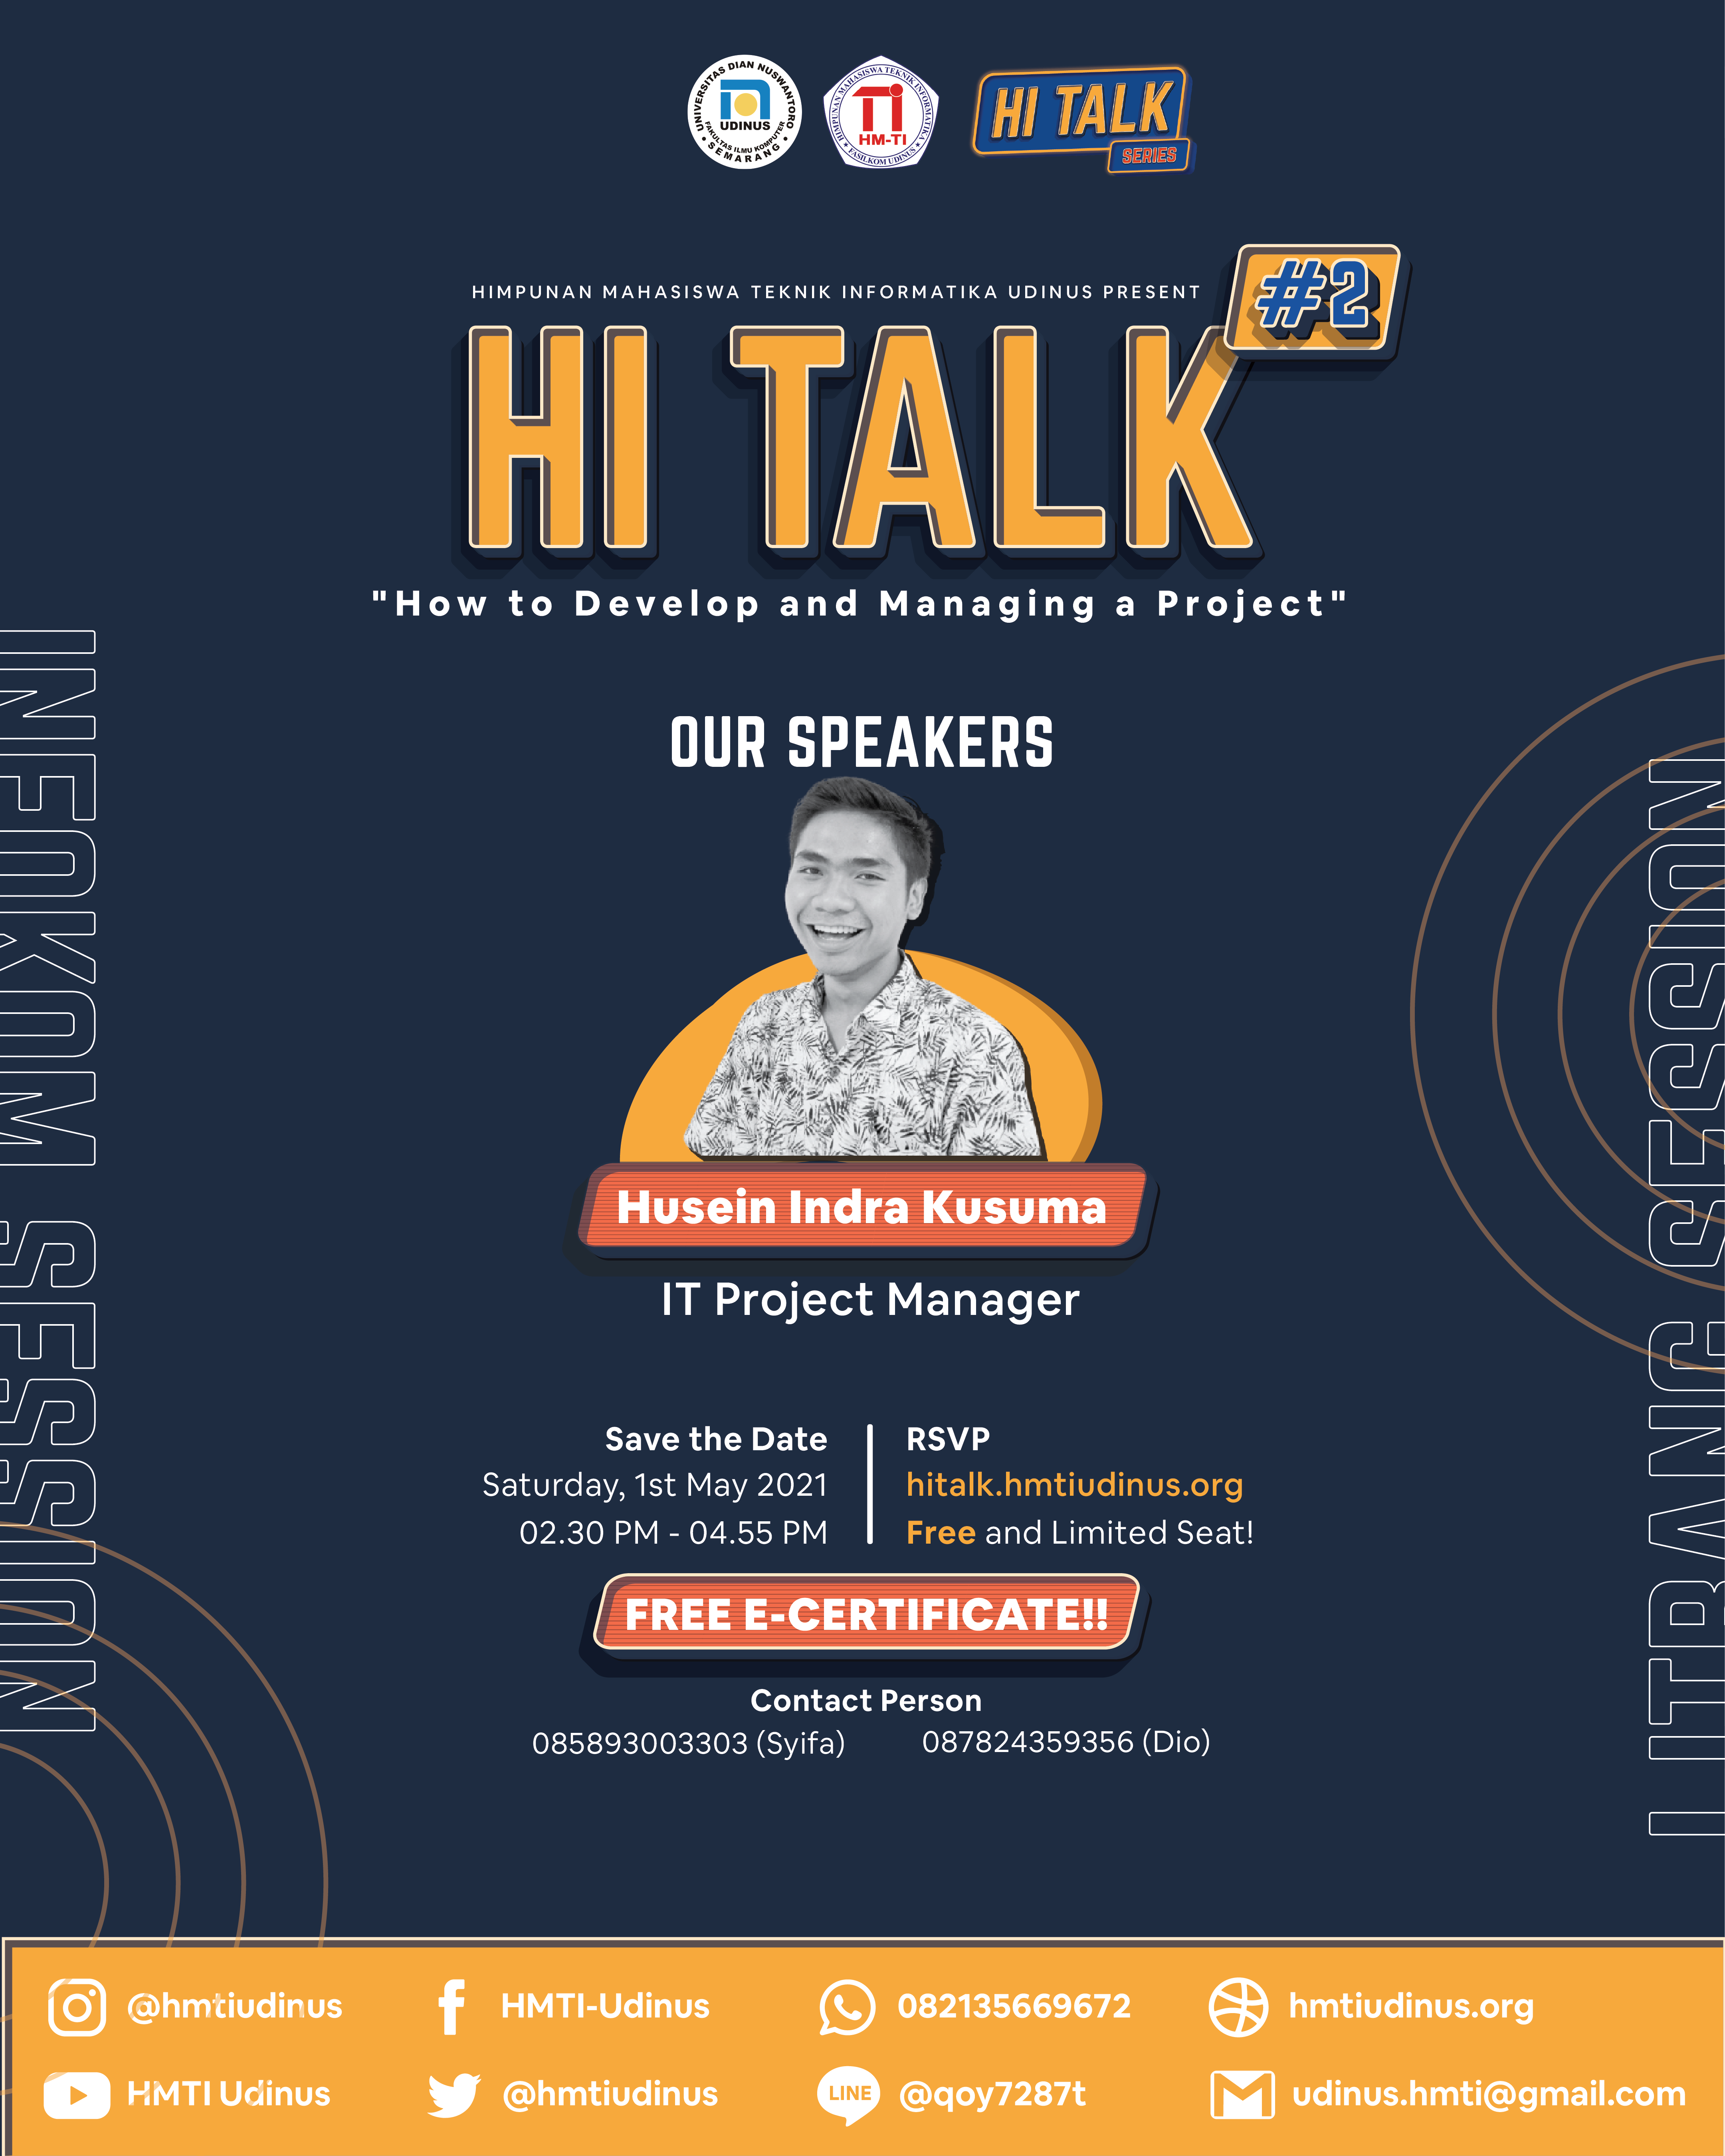 UNIVERSITAS DIAN NUSWANTORO
UDINUS
FAKULTAS ILMU KOMPUTER
SEMARANG
HIMPUNAN MAHASISWA TEKNIK INFORMATIKA
TI
HM-TI
FASILKOM UDINUS
HI TALK
SERIES
HIMPUNAN MAHASISWA TEKNIK INFORMATIKA UDINUS PRESENT
#2
HI TALK
"How to Develop and Managing a Project"
OUR SPEAKERS
Husein Indra Kusuma
IT Project Manager
Save the Date
Saturday, 1st May 2021
02.30 PM - 04.55 PM
RSVP
hitalk.hmtiudinus.org
Free and Limited Seat!
FREE E-CERTIFICATE!!
Contact Person
085893003303 (Syifa) 087824359356 (Dio)
INFOKOM SESSION
@hmtiudinus HMTI-Udinus 082135669672 hmtiudinus.org
HMTI Udinus @hmtiudinus LINE @qoy7287t udinus.hmti@gmail.com